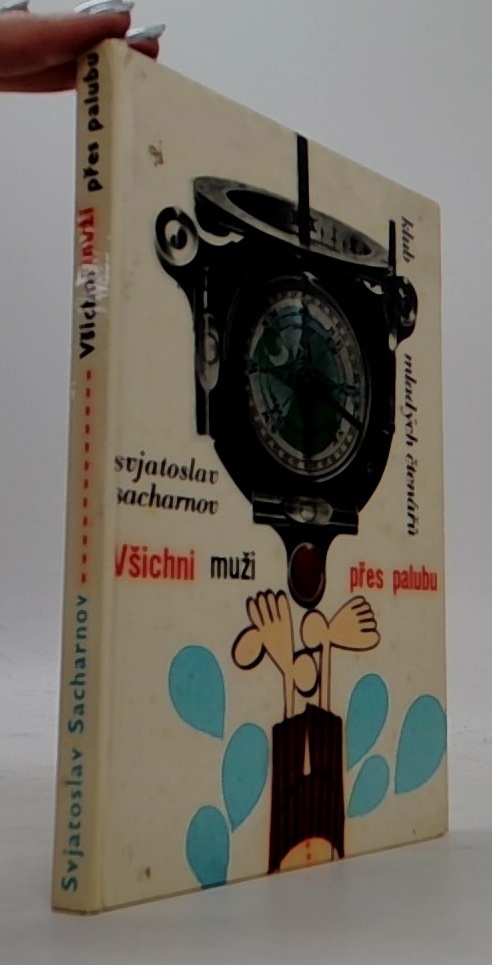 Svjatoslav Sacharnov --------------- Všichni muži přes palubu
klub mladých čtenářů
svjatoslav
sacharnov
Všichni muži přes palubu